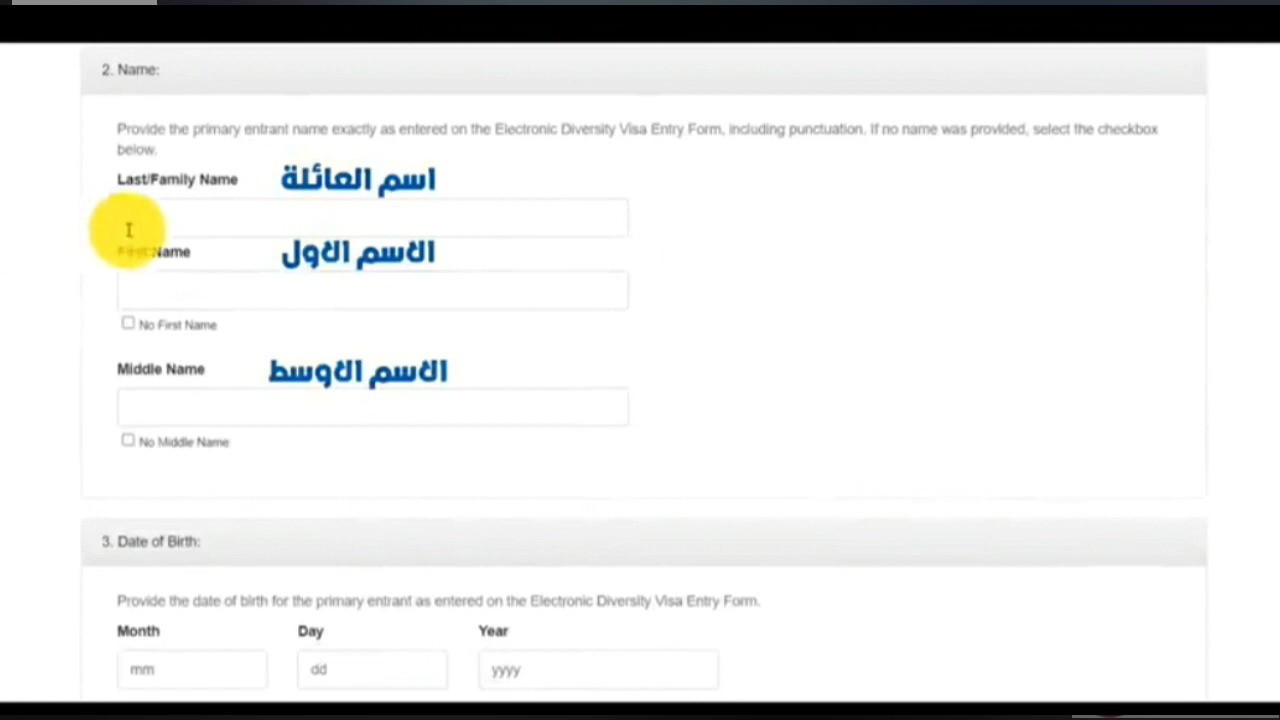 2. Name:
Provide the primary entrant name exactly as entered on the Electronic Diversity Visa Entry Form, including punctuation. If no name was provided, select the checkbox
below.
Last/Family Name اسم العائلة
First Name الاسم الاول
No First Name
Middle Name الاسم الاوسط
No Middle Name
3. Date of Birth:
Provide the date of birth for the primary entrant as entered on the Electronic Diversity Visa Entry Form.
Month Day Year
mm dd yyyy